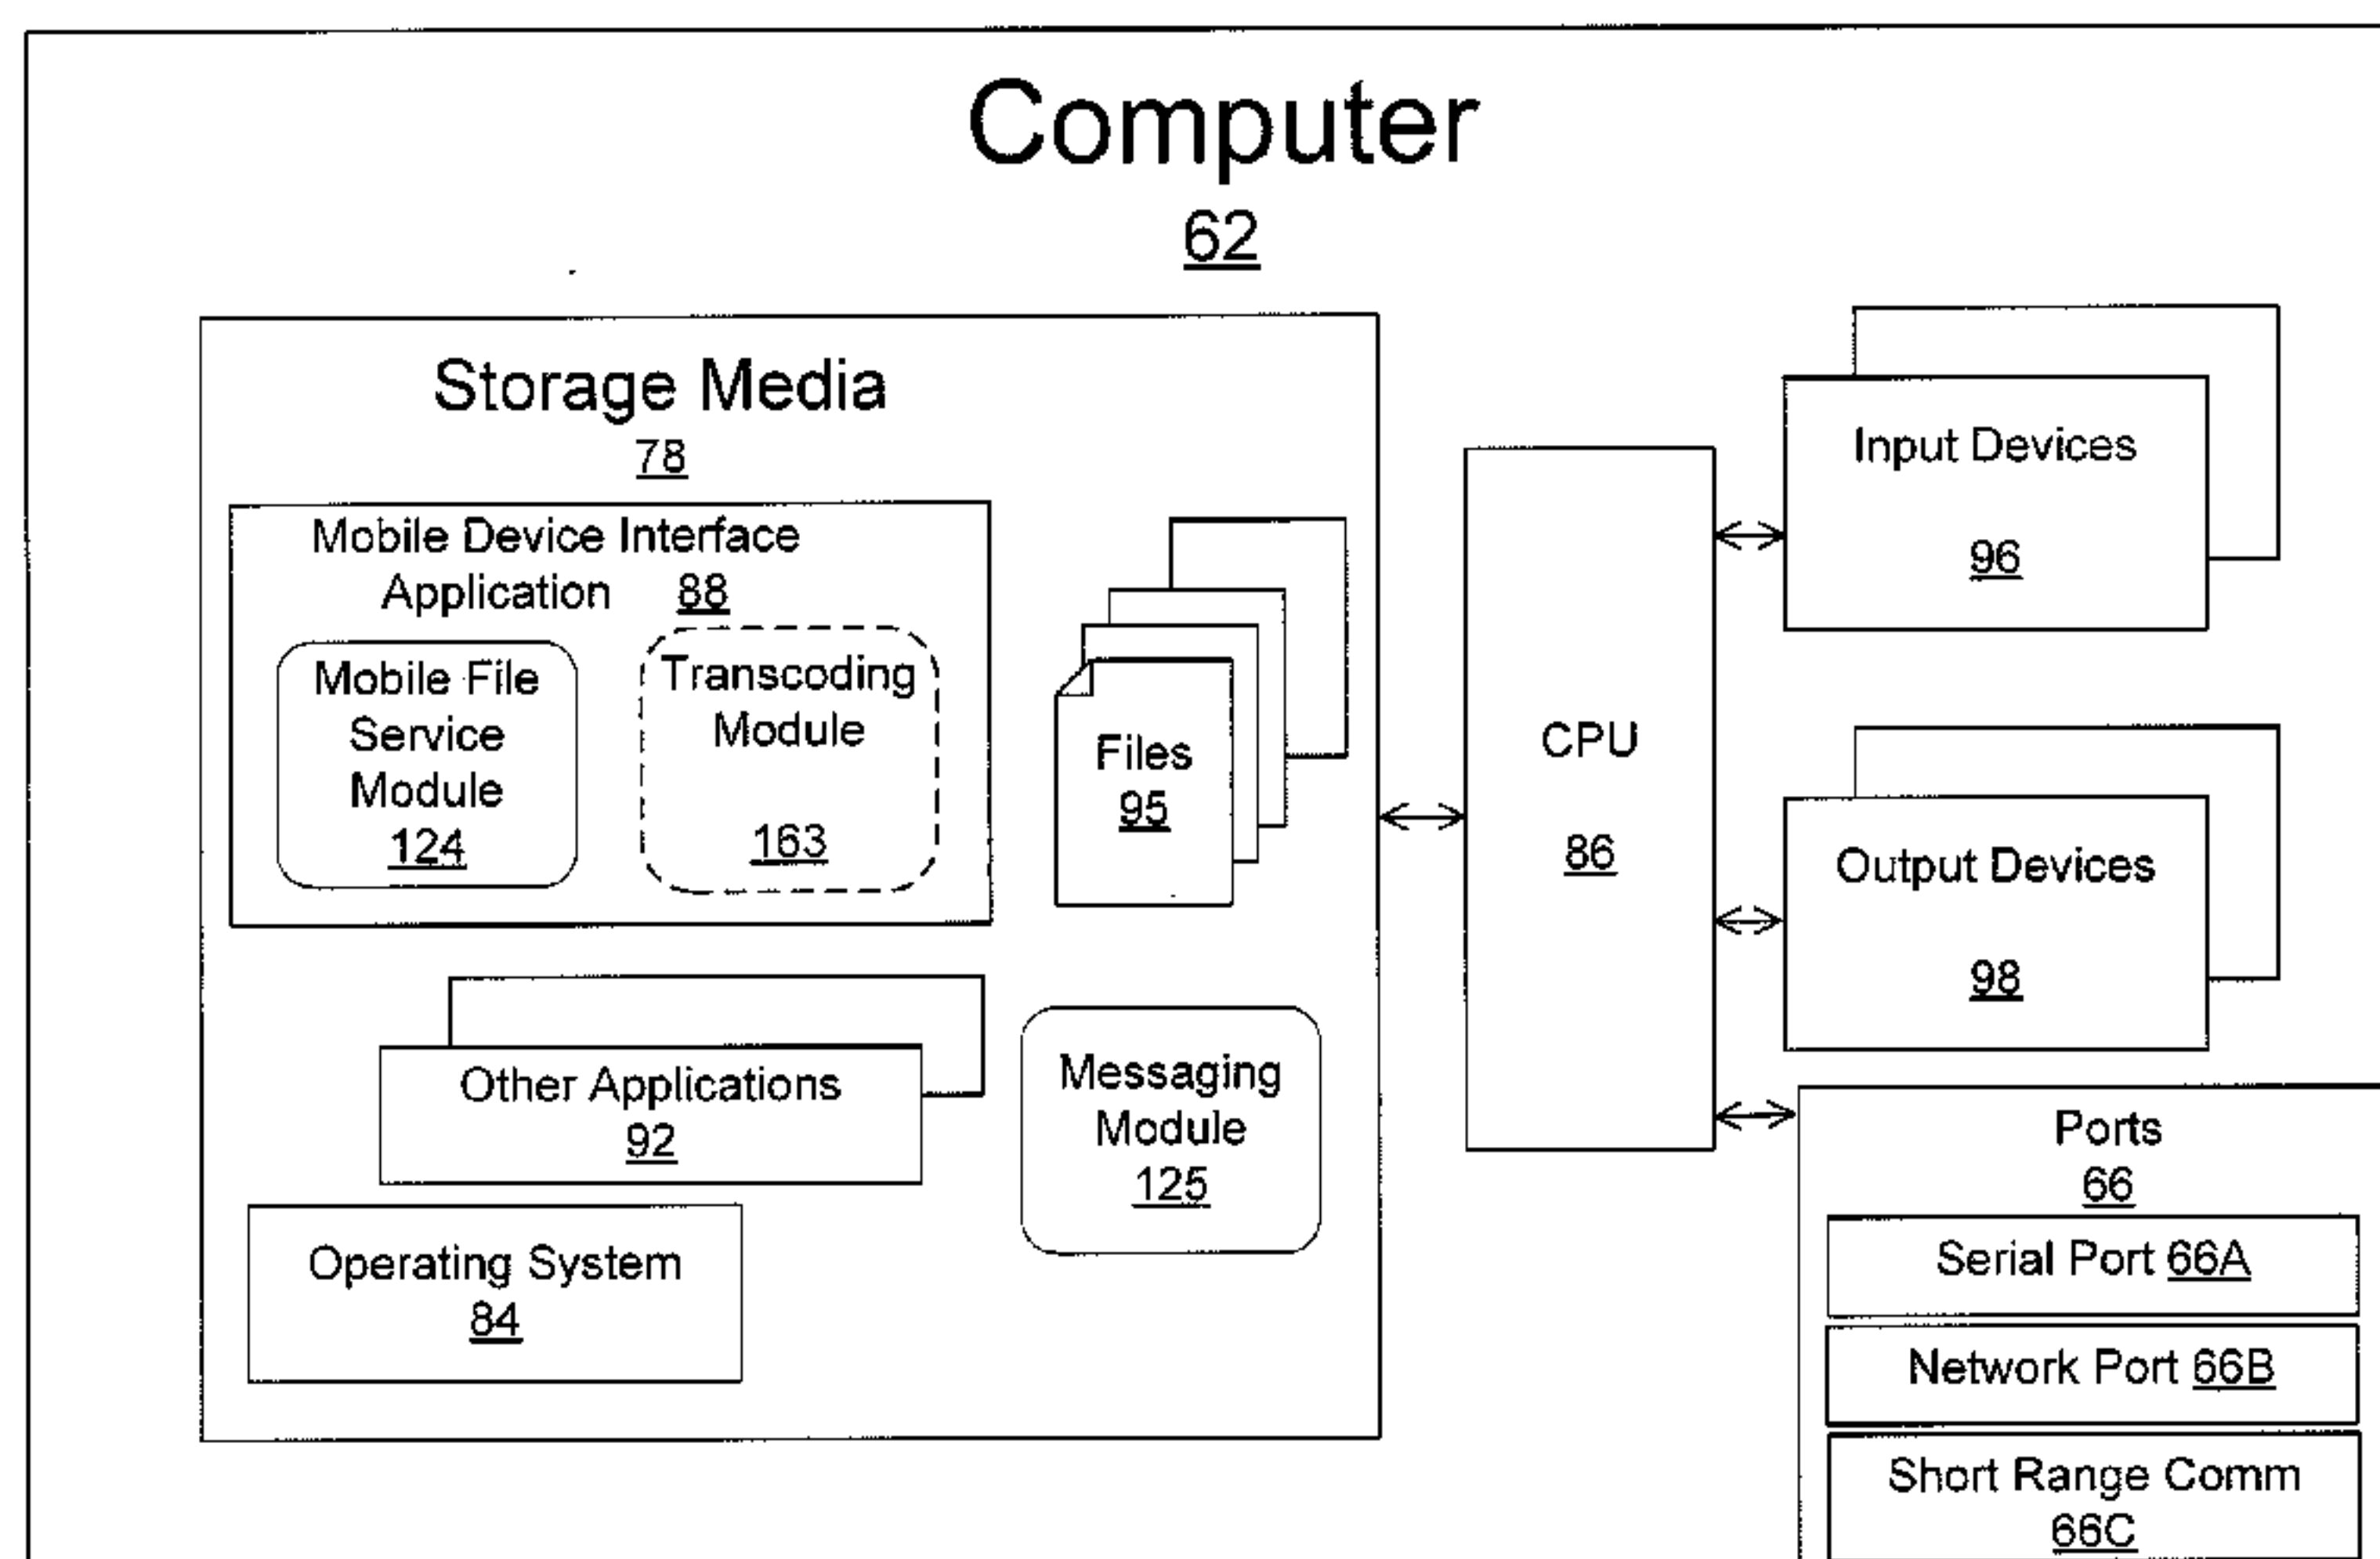 Computer
62
Storage Media
78
Mobile Device Interface
Application 88
Mobile File
Service
Module
124
Transcoding
Module
163
Files
95
Other Applications
92
Messaging
Module
125
Operating System
84
CPU
86
Input Devices
96
Output Devices
98
Ports
66
Serial Port 66A
Network Port 66B
Short Range Comm
66C